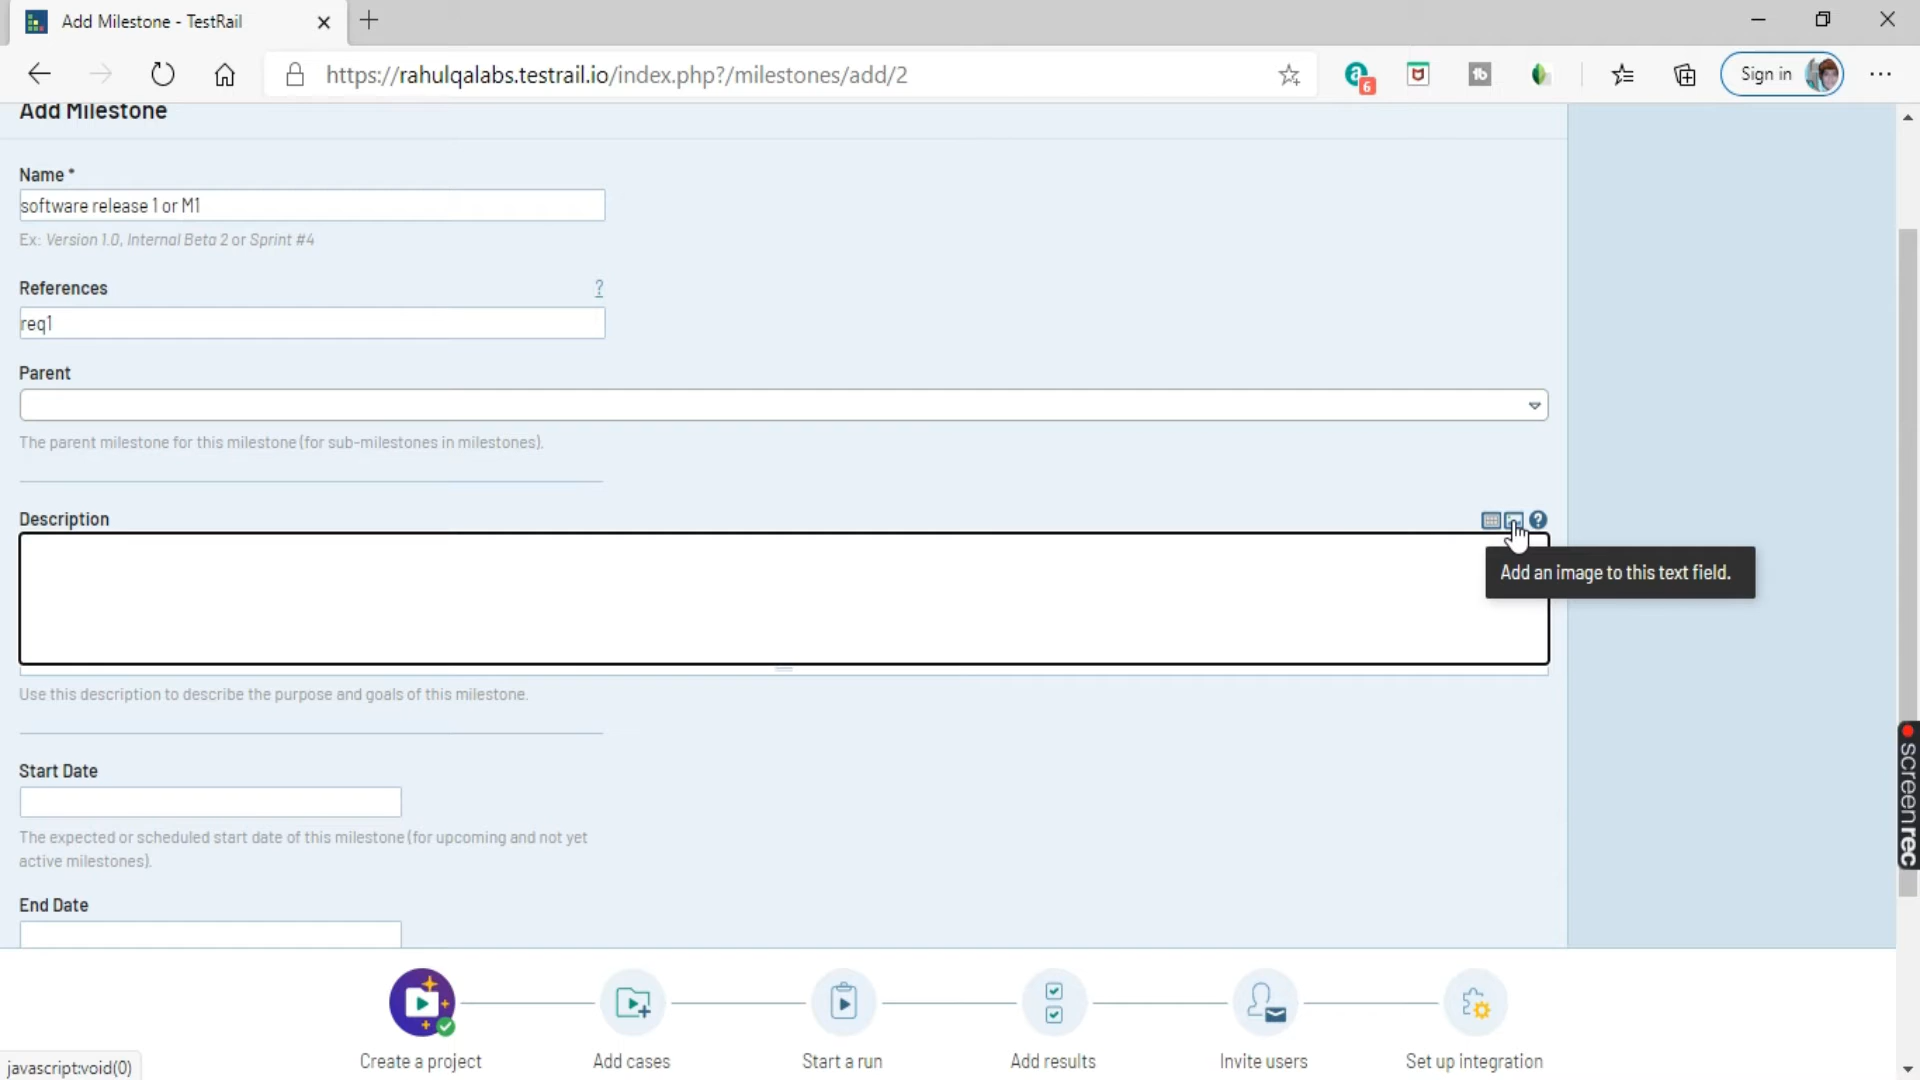 Add Milestone - TestRail
https://rahulqalabs.testrail.io/index.php?/milestones/add/2
6
Sign in
Add Milestone
Name *
software release 1 or M1
Ex: Version 1.0, Internal Beta 2 or Sprint #4
References
?
req1
Parent
The parent milestone for this milestone (for sub-milestones in milestones).
Description
?
Add an image to this text field.
Use this description to describe the purpose and goals of this milestone.
Start Date
The expected or scheduled start date of this milestone (for upcoming and not yet
active milestones).
End Date
screenrec
Create a project
Add cases
Start a run
Add results
Invite users
Set up integration
javascript:void(0)